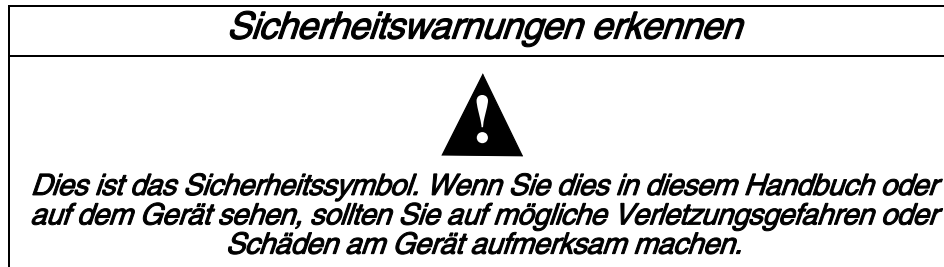 Sicherheitswarnungen erkennen
!
Dies ist das Sicherheitssymbol. Wenn Sie dies in diesem Handbuch oder
auf dem Gerät sehen, sollten Sie auf mögliche Verletzungsgefahren oder
Schäden am Gerät aufmerksam machen.